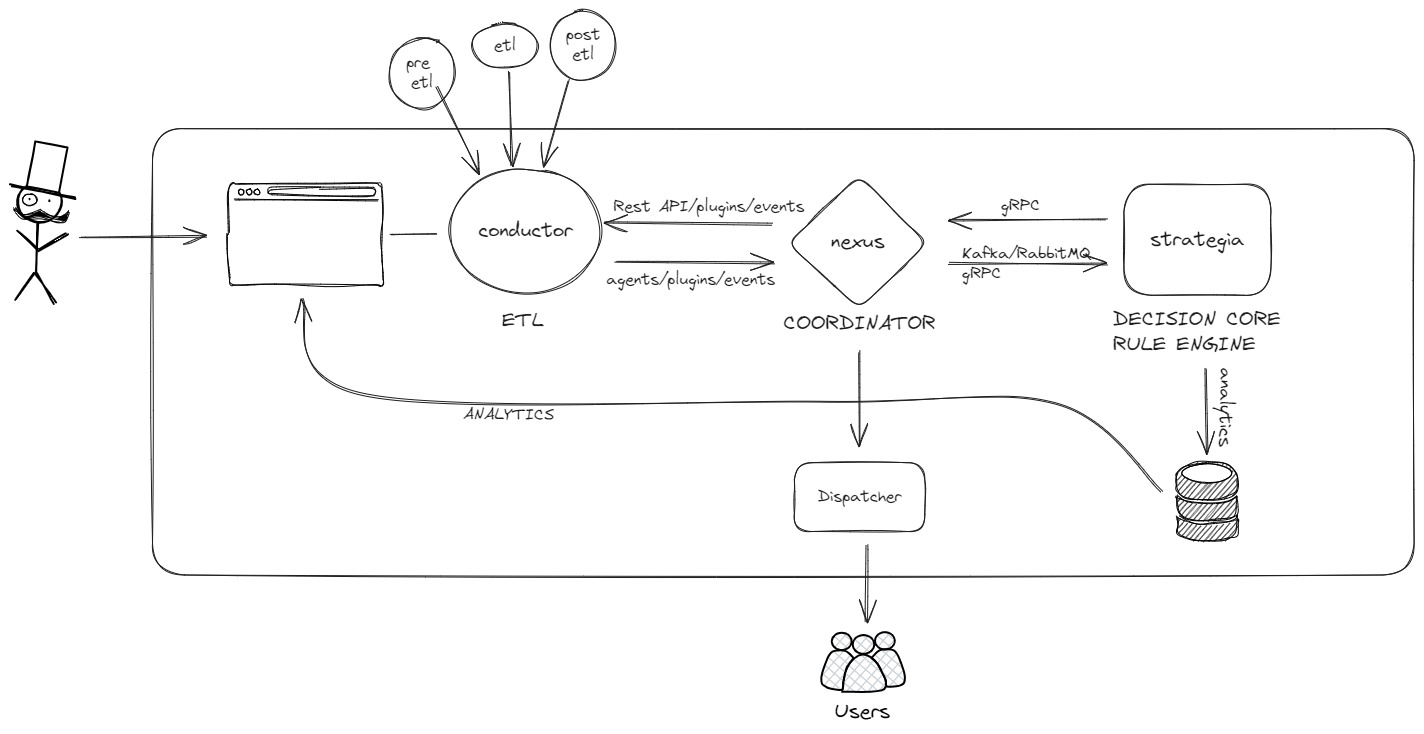 pre
etl
etl
post
etl
conductor
ETL
Rest API/plugins/events
agents/plugins/events
nexus
COORDINATOR
gRPC
Kafka/RabbitMQ
gRPC
strategia
DECISION CORE
RULE ENGINE
analytics
ANALYTICS
Dispatcher
Users